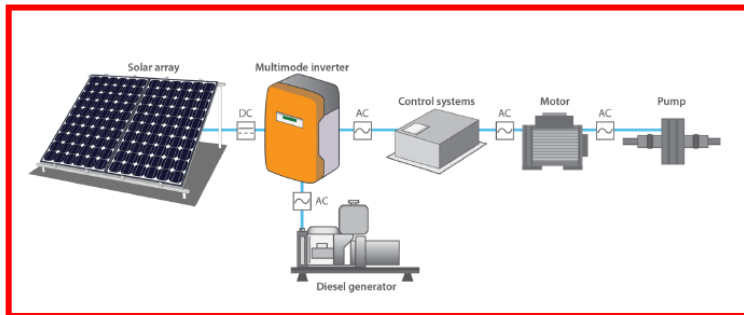 Solar array
Multimode inverter
DC
AC
Control systems
AC
Motor
AC
Pump
AC
Diesel generator